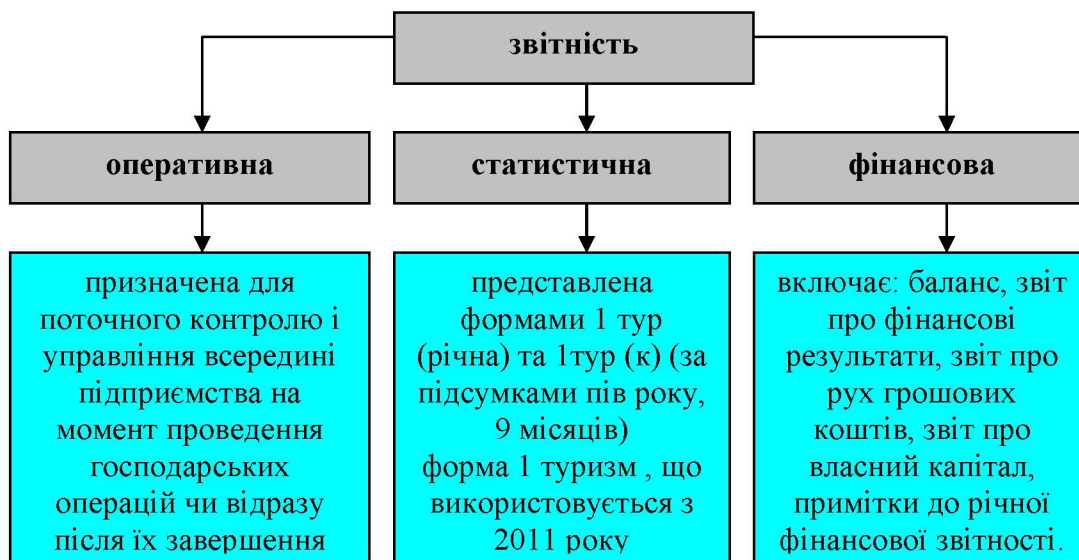 звітність
оперативна
статистична
фінансова
призначена для
поточного контролю і
управління всередині
підприємства на
момент проведення
господарських
операцій чи відразу
після їх завершення
представлена
формами 1 тур
(річна) та 1тур (к) (за
підсумками пів року,
9 місяців)
форма 1 туризм , що
використовується з
2011 року
включає: баланс, звіт
про фінансові
результати, звіт про
рух грошових
коштів, звіт про
власний капітал,
примітки до річної
фінансової звітності.